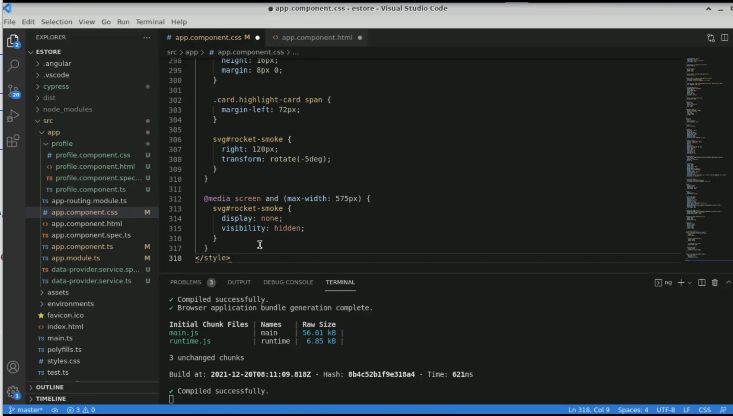 app.component.css - estore - Visual Studio Code
File Edit Selection View Go Run Terminal Help
EXPLORER
ESTORE
.angular
.vscode
cypress
dist
node_modules
src
app
profile
profile.component.css U
profile.component.html U
profile.component.spec... U
profile.component.ts U
app-routing.module.ts
app.component.css M
app.component.html
app.component.spec.ts
app.component.ts M
app.module.ts M
data-provider.service.sp... U
data-provider.service.ts U
assets
environments
favicon.ico
index.html
main.ts
polyfills.ts
styles.css
test.ts
OUTLINE
TIMELINE
app.component.css M
app.component.html
src > app > # app.component.css > ...
298 height: 16px;
299 margin: 8px 0;
300 }
301
302 .card.highlight-card span {
303 margin-left: 72px;
304 }
305
306 svg#rocket-smoke {
307 right: 120px;
308 transform: rotate(-5deg);
309 }
310 }
311
312 @media screen and (max-width: 575px) {
313 svg#rocket-smoke {
314 display: none;
315 visibility: hidden;
316 }
317 }
318 </style>
PROBLEMS 3 OUTPUT DEBUG CONSOLE TERMINAL
ng
✔ Compiled successfully.
✔ Browser application bundle generation complete.
Initial Chunk Files | Names | Raw Size
main.js | main | 56.01 kB |
runtime.js | runtime | 6.85 kB |
3 unchanged chunks
Build at: 2021-12-20T08:11:09.818Z - Hash: 8b4c52b1f9e318a4 - Time: 621ms
✔ Compiled successfully.
master* 3 0 Ln 318, Col 9 Spaces: 4 UTF-8 LF CSS